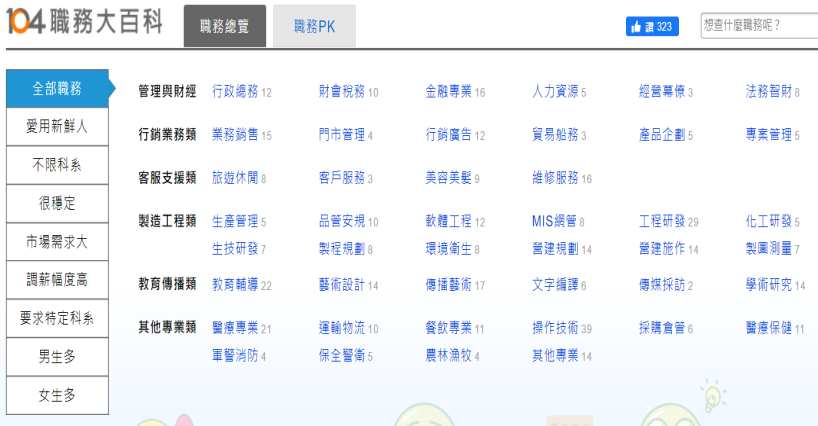 104 職務大百科 職務總覽 職務PK 讚 323 想查什麼職務呢？
全部職務
愛用新鮮人
不限科系
很穩定
市場需求大
調薪幅度高
要求特定科系
男生多
女生多
管理與財經 行政總務 12 財會稅務 10 金融專業 16 人力資源 5 經營幕僚 3 法務智財 8
行銷業務類 業務銷售 15 門市管理 4 行銷廣告 12 貿易船務 3 產品企劃 5 專案管理 5
客服支援類 旅遊休閒 8 客戶服務 3 美容美髮 9 維修服務 16
製造工程類 生產管理 5 品管安規 10 軟體工程 12 MIS網管 8 工程研發 29 化工研發 5
生技研發 7 製程規劃 8 環境衛生 8 營建規劃 14 營建施作 14 製圖測量 7
教育傳播類 教育輔導 22 藝術設計 14 傳播藝術 17 文字編譯 6 傳媒採訪 2 學術研究 14
其他專業類 醫療專業 21 運輸物流 10 餐飲專業 11 操作技術 39 採購倉管 6 醫療保健 11
軍警消防 4 保全警衛 5 農林漁牧 4 其他專業 14